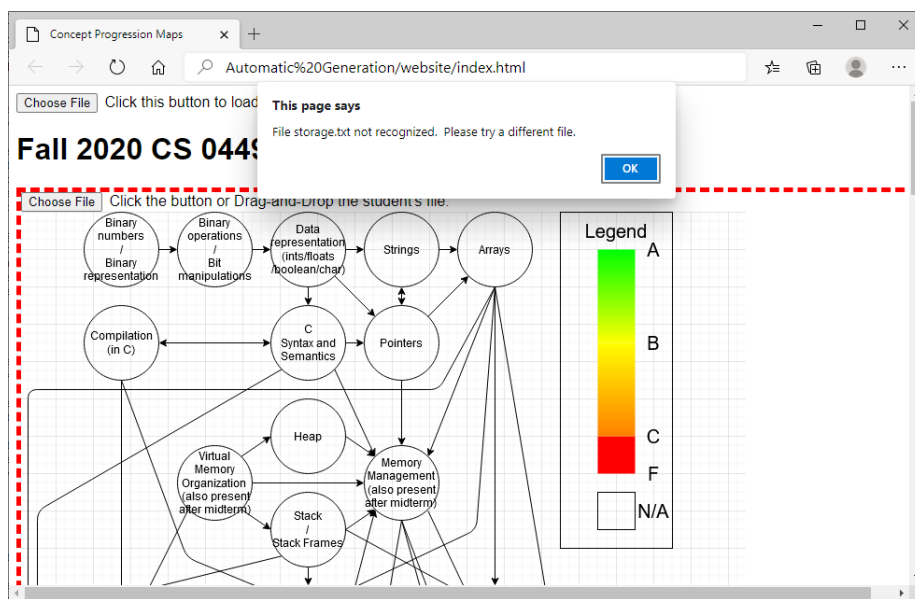 Concept Progression Maps
Automatic%20Generation/website/index.html
Choose File Click this button to load
This page says
File storage.txt not recognized. Please try a different file.
OK
Fall 2020 CS 0449
Choose File Click the button or Drag-and-Drop the student's file.
Binary
numbers
/
Binary
representation
Binary
operations
/
Bit
manipulations
Data
representation
(ints/floats
/boolean/char)
Strings
Arrays
Legend
A
B
C
F
N/A
Compilation
(in C)
C
Syntax and
Semantics
Pointers
Heap
Virtual
Memory
Organization
(also present
after midterm)
Memory
Management
(also present
after midterm)
Stack
/
Stack Frames